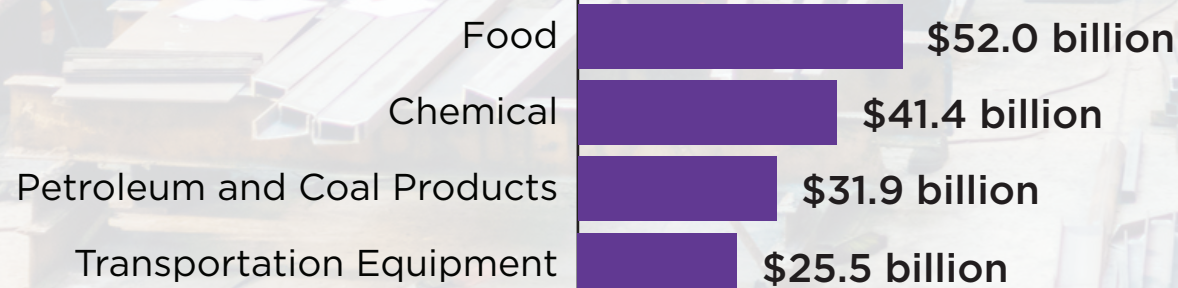 Food $52.0 billion
Chemical $41.4 billion
Petroleum and Coal Products $31.9 billion
Transportation Equipment $25.5 billion